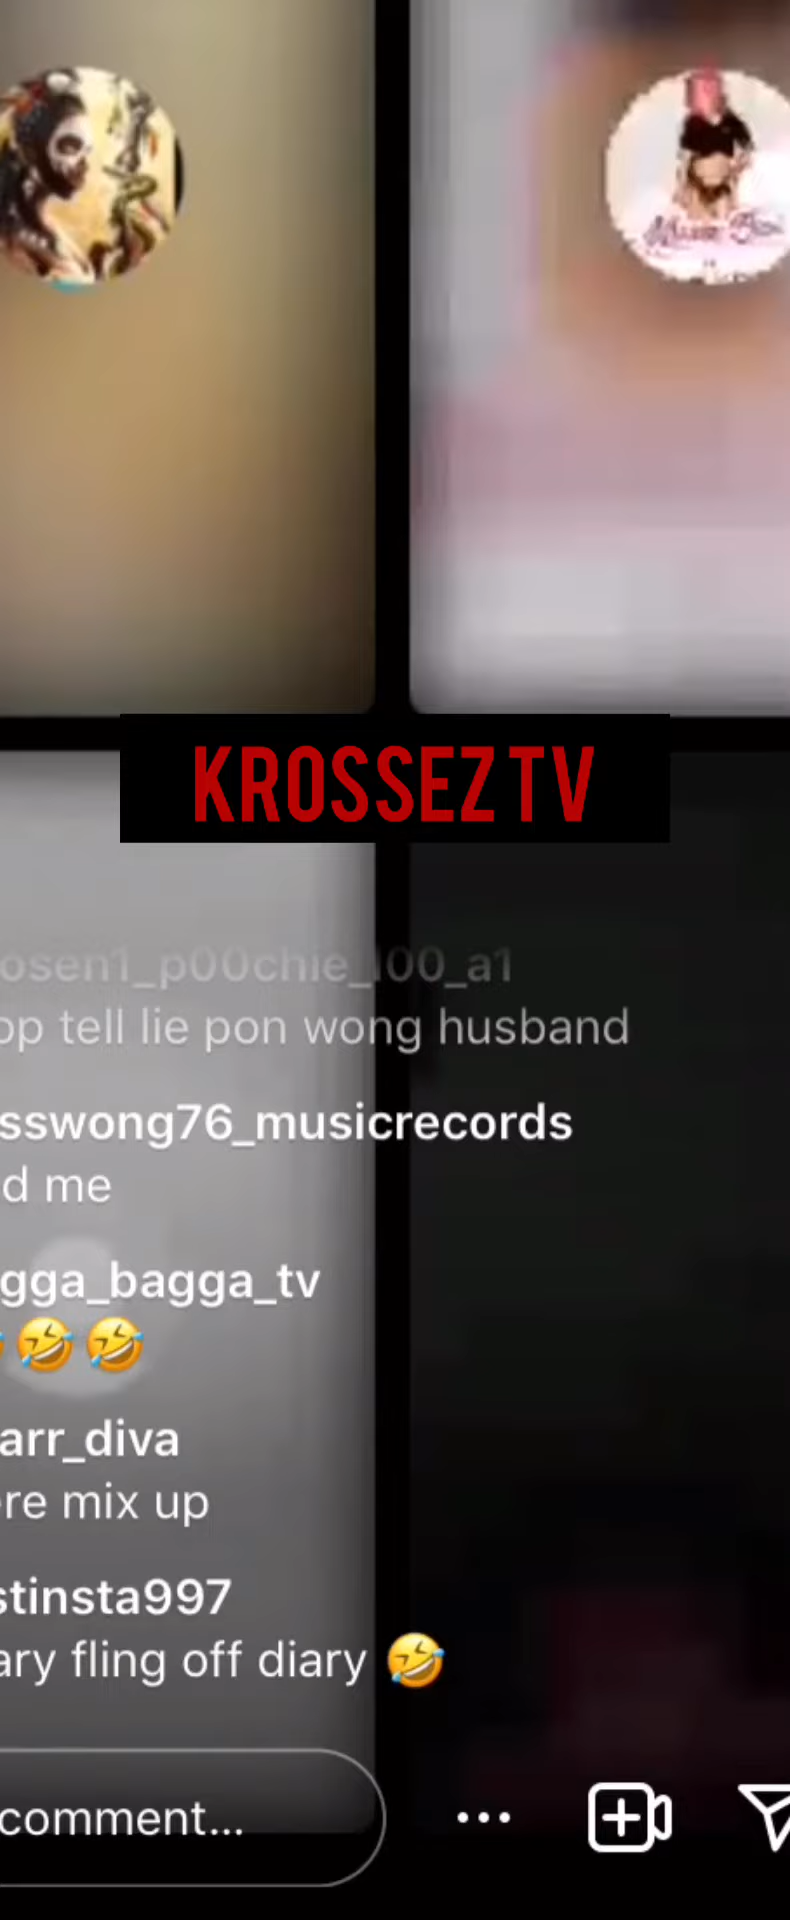 KROSSEZ TV
osen1_p00chie_l00_a1
op tell lie pon wong husband
sswong76_musicrecords
d me
gga_bagga_tv
🤣🤣
arr_diva
re mix up
stinsta997
ary fling off diary 🤣
comment...